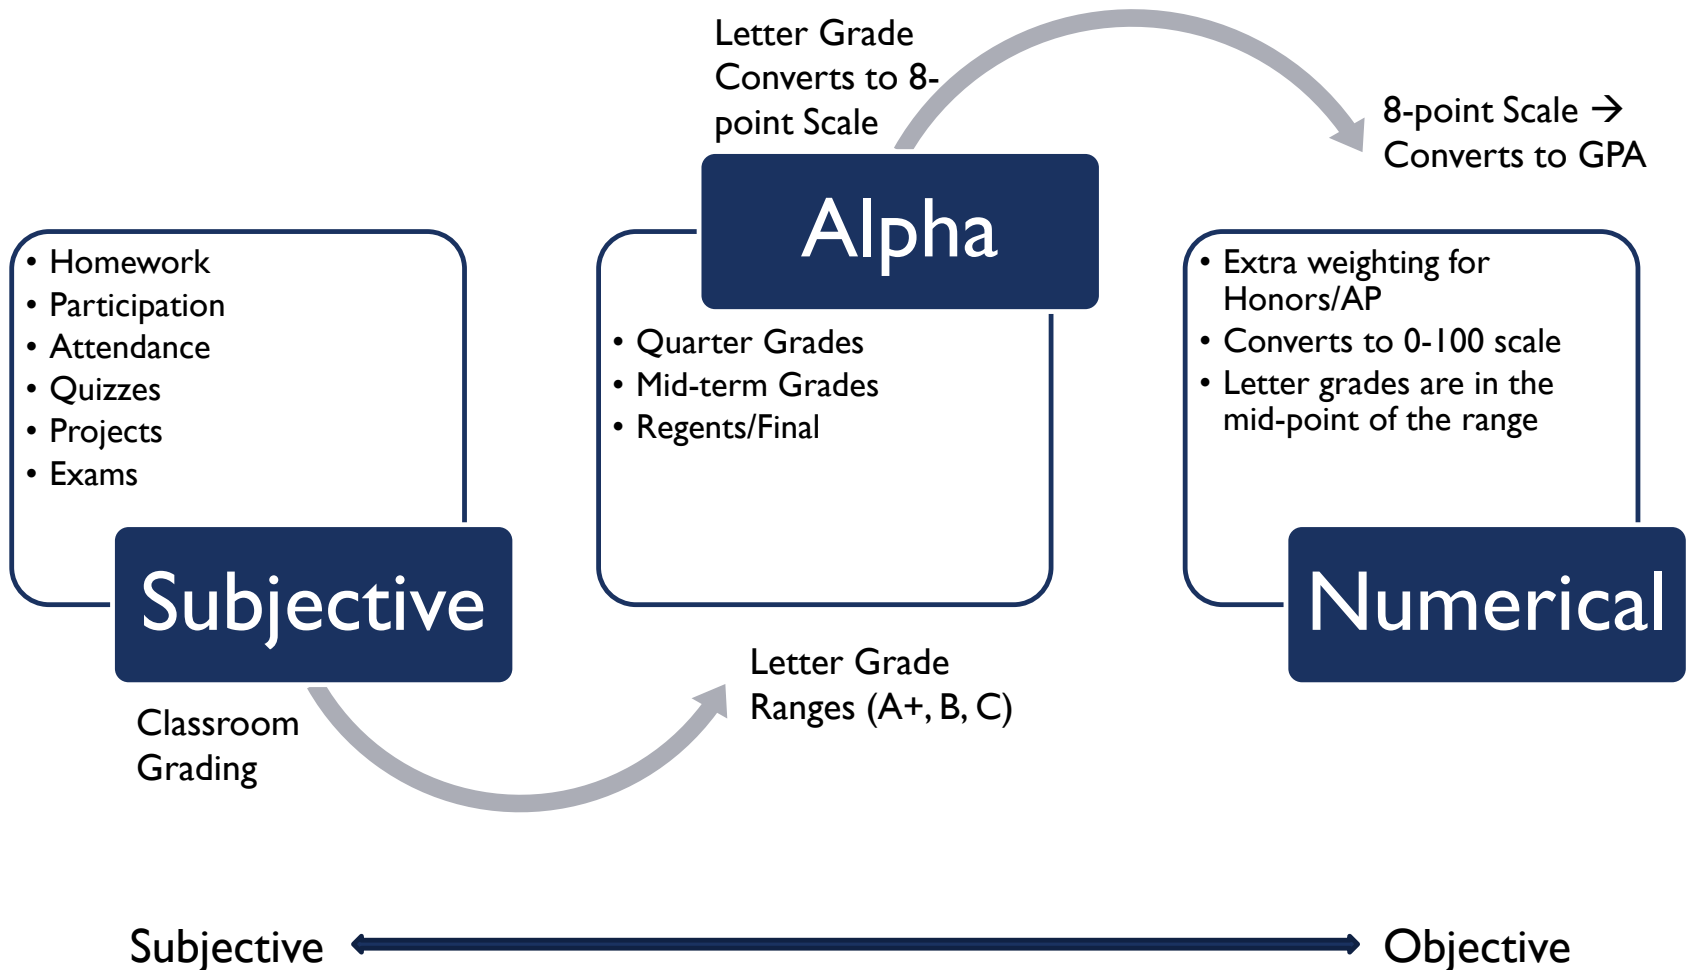 Letter Grade
Converts to 8-
point Scale
8-point Scale →
Converts to GPA
• Homework
• Participation
• Attendance
• Quizzes
• Projects
• Exams
Subjective
Classroom
Grading
Alpha
• Quarter Grades
• Mid-term Grades
• Regents/Final
Letter Grade
Ranges (A+, B, C)
• Extra weighting for
Honors/AP
• Converts to 0-100 scale
• Letter grades are in the
mid-point of the range
Numerical
Subjective
Objective